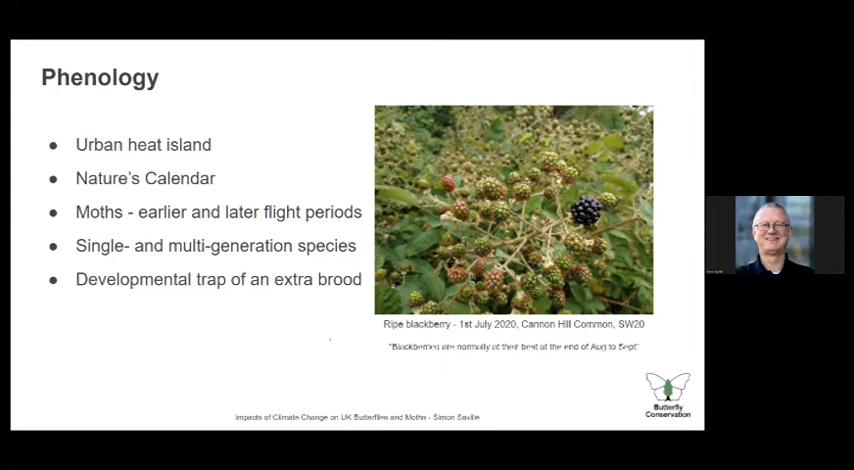 Phenology
● Urban heat island
● Nature's Calendar
● Moths - earlier and later flight periods
● Single- and multi-generation species
● Developmental trap of an extra brood
Ripe blackberry - 1st July 2020, Cannon Hill Common, SW20
"Blackberries are normally at their best at the end of Aug to Sept"
Butterfly
Conservation
Impacts of Climate Change on UK Butterflies and Moths - Simon Saville